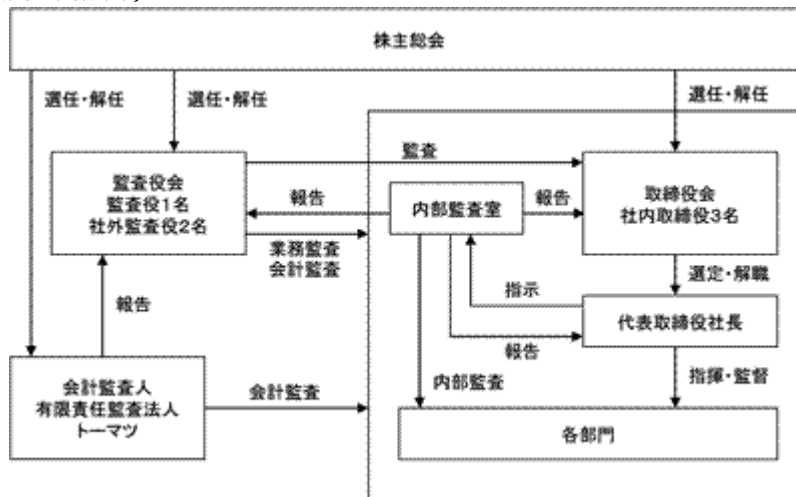 株主総会
選任・解任
選任・解任
選任・解任
監査
監査役会
監査役1名
社外監査役2名
報告
内部監査室
報告
取締役会
社内取締役3名
業務監査
会計監査
選定・解職
指示
報告
代表取締役社長
報告
会計監査人
有限責任監査法人
トーマツ
会計監査
内部監査
指揮・監督
各部門